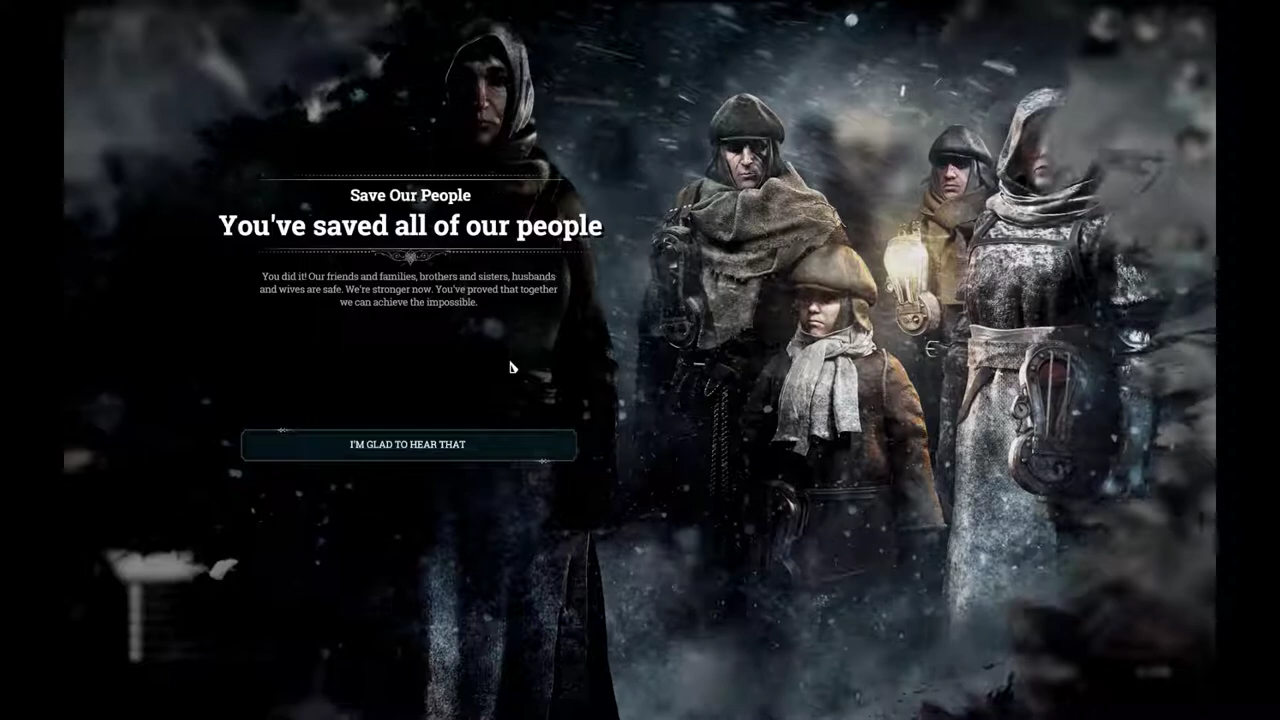 Save Our People
You've saved all of our people
You did it! Our friends and families, brothers and sisters, husbands
and wives are safe. We're stronger now. You've proved that together
we can achieve the impossible.
I'M GLAD TO HEAR THAT